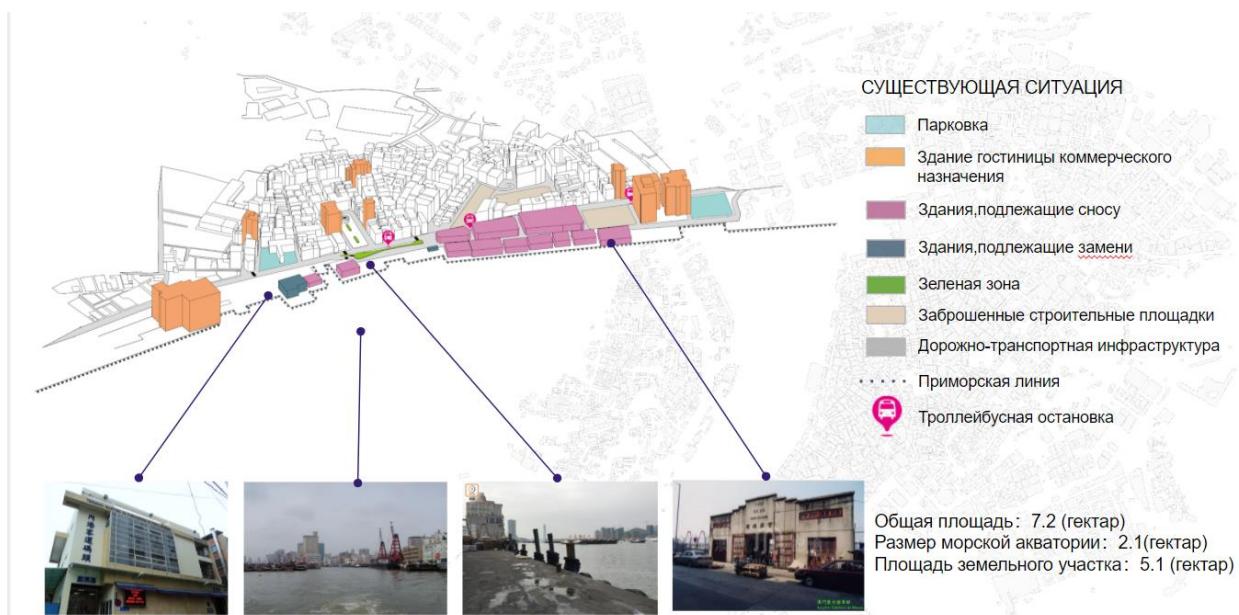 СУЩЕСТВУЮЩАЯ СИТУАЦИЯ
Парковка
Здание гостиницы коммерческого
назначения
Здания,подлежащие сносу
Здания,подлежащие замени
Зеленая зона
Заброшенные строительные площадки
Дорожно-транспортная инфраструктура
Приморская линия
Троллейбусная остановка
Общая площадь: 7.2 (гектар)
Размер морской акватории: 2.1(гектар)
Площадь земельного участка: 5.1 (гектар)